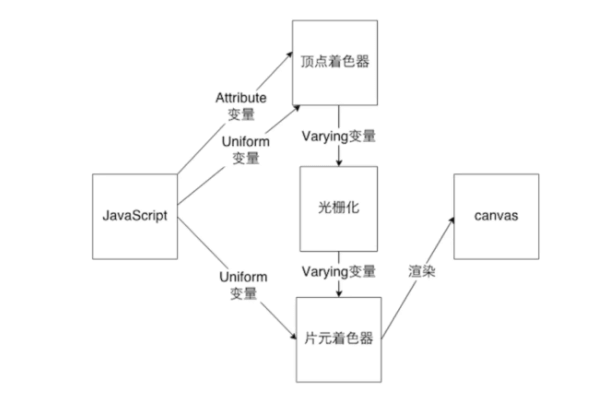 顶点着色器
Attribute
变量
Uniform
变量
Varying变量
JavaScript
光栅化
canvas
Uniform
变量
Varying变量
渲染
片元着色器